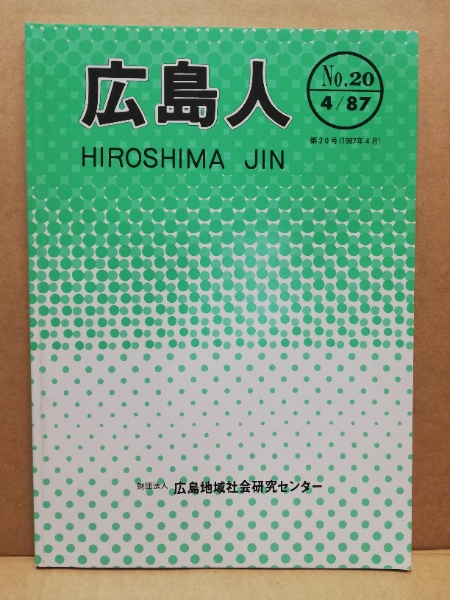 広島人
HIROSHIMA JIN
No.20
4/87
第20号(1987年4月)
財団法人 広島地域社会研究センター